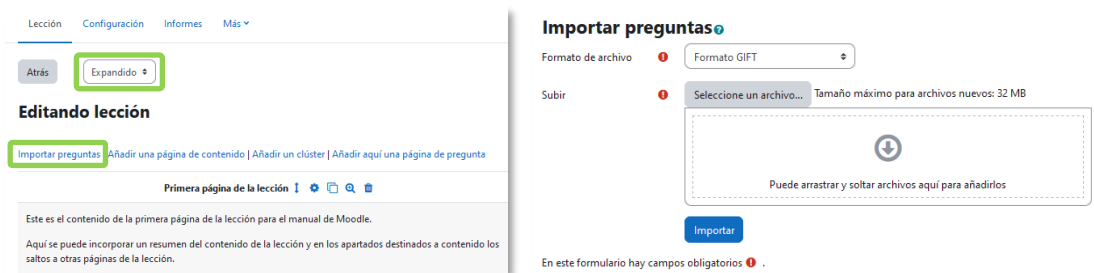 Lección Configuración Informes Más
Atrás Expandido
Editando lección
Importar preguntas Añadir una página de contenido | Añadir un clúster | Añadir aquí una página de pregunta
Primera página de la lección
Este es el contenido de la primera página de la lección para el manual de Moodle.
Aquí se puede incorporar un resumen del contenido de la lección y en los apartados destinados a contenido los
saltos a otras páginas de la lección.
Importar preguntas
Formato de archivo Formato GIFT
Subir Seleccione un archivo... Tamaño máximo para archivos nuevos: 32 MB
Puede arrastrar y soltar archivos aquí para añadirlos
Importar
En este formulario hay campos obligatorios .